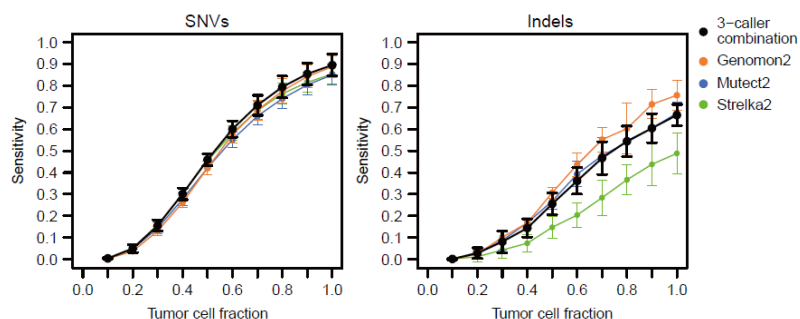 SNVs
Sensitivity
1.0
0.9
0.8
0.7
0.6
0.5
0.4
0.3
0.2
0.1
0.0
0.0 0.2 0.4 0.6 0.8 1.0
Tumor cell fraction
Indels
Sensitivity
1.0
0.9
0.8
0.7
0.6
0.5
0.4
0.3
0.2
0.1
0.0
0.0 0.2 0.4 0.6 0.8 1.0
Tumor cell fraction
3−caller
combination
Genomon2
Mutect2
Strelka2